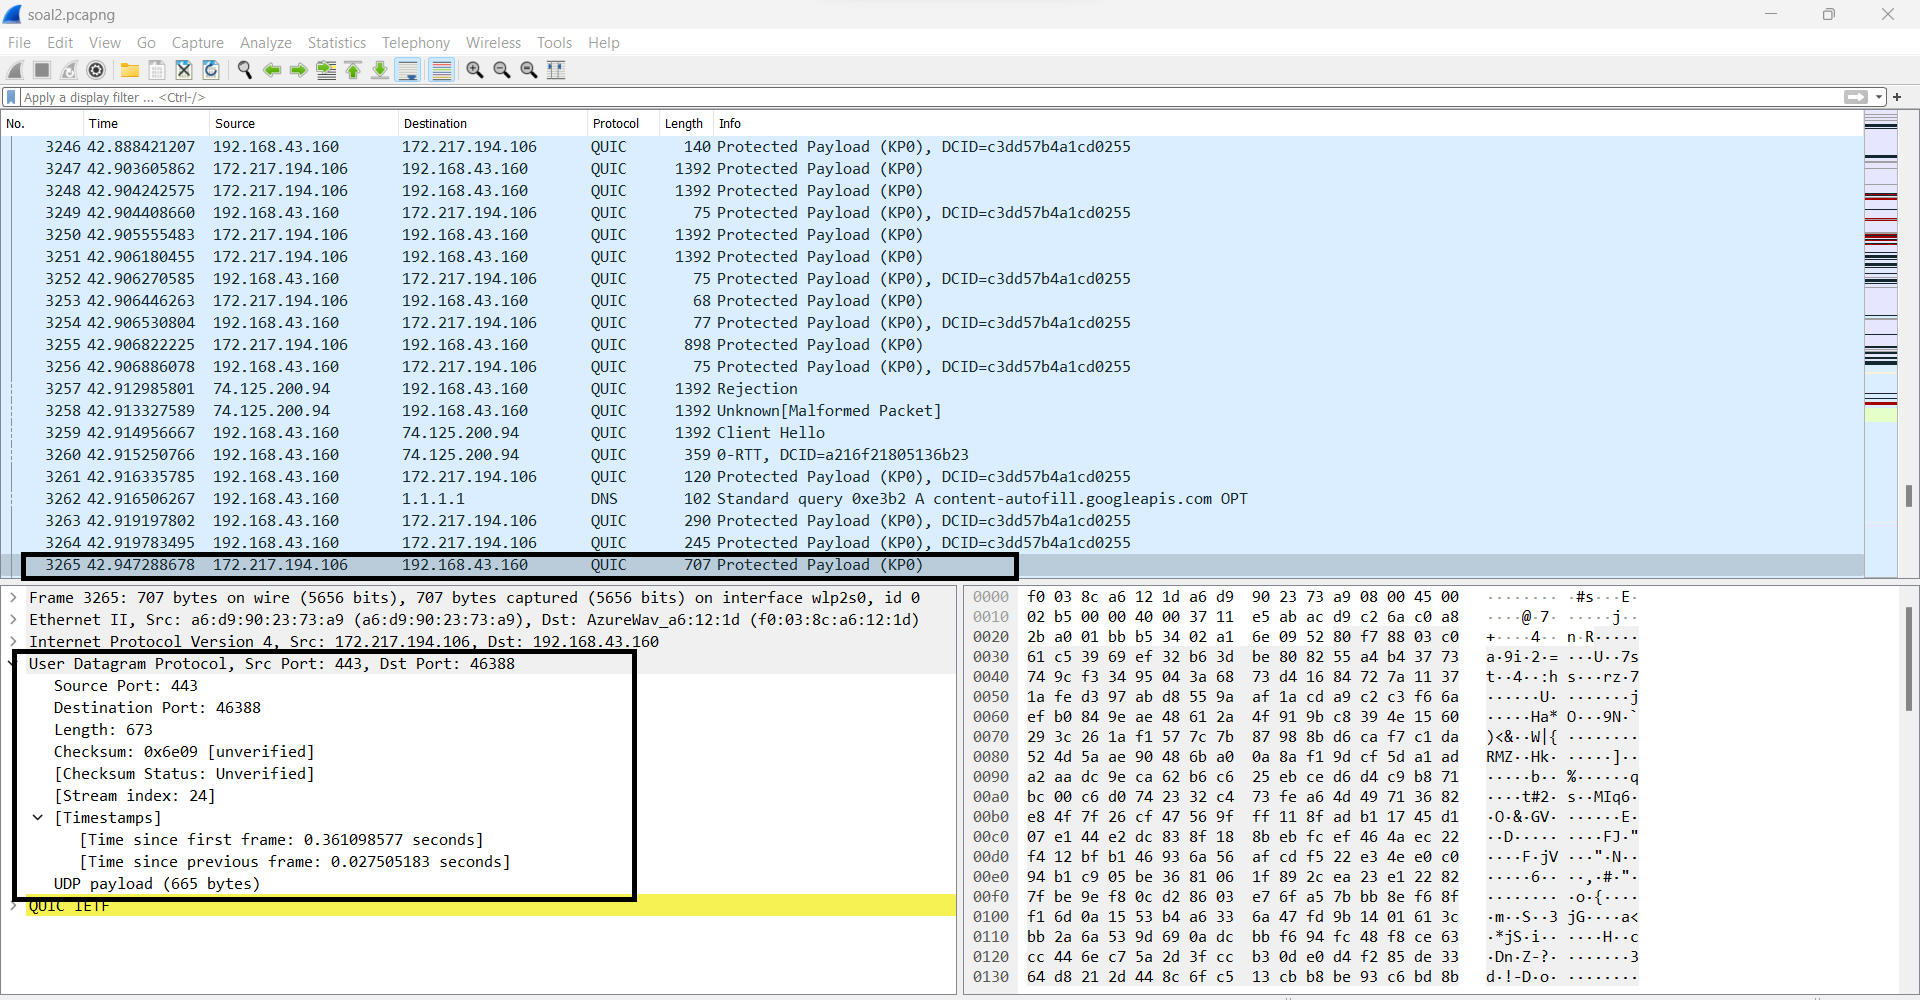 soal2.pcapng
File Edit View Go Capture Analyze Statistics Telephony Wireless Tools Help
Apply a display filter ... <Ctrl-/>
No. Time Source Destination Protocol Length Info
3246 42.888421207 192.168.43.160 172.217.194.106 QUIC 140 Protected Payload (KP0), DCID=c3dd57b4a1cd0255
3247 42.903605862 172.217.194.106 192.168.43.160 QUIC 1392 Protected Payload (KP0)
3248 42.904242575 172.217.194.106 192.168.43.160 QUIC 1392 Protected Payload (KP0)
3249 42.904408660 192.168.43.160 172.217.194.106 QUIC 75 Protected Payload (KP0), DCID=c3dd57b4a1cd0255
3250 42.905555483 172.217.194.106 192.168.43.160 QUIC 1392 Protected Payload (KP0)
3251 42.906180455 172.217.194.106 192.168.43.160 QUIC 1392 Protected Payload (KP0)
3252 42.906270585 192.168.43.160 172.217.194.106 QUIC 75 Protected Payload (KP0), DCID=c3dd57b4a1cd0255
3253 42.906446263 172.217.194.106 192.168.43.160 QUIC 68 Protected Payload (KP0)
3254 42.906530804 192.168.43.160 172.217.194.106 QUIC 77 Protected Payload (KP0), DCID=c3dd57b4a1cd0255
3255 42.906822225 172.217.194.106 192.168.43.160 QUIC 898 Protected Payload (KP0)
3256 42.906886078 192.168.43.160 172.217.194.106 QUIC 75 Protected Payload (KP0), DCID=c3dd57b4a1cd0255
3257 42.912985801 74.125.200.94 192.168.43.160 QUIC 1392 Rejection
3258 42.913327589 74.125.200.94 192.168.43.160 QUIC 1392 Unknown[Malformed Packet]
3259 42.914956667 192.168.43.160 74.125.200.94 QUIC 1392 Client Hello
3260 42.915250766 192.168.43.160 74.125.200.94 QUIC 359 0-RTT, DCID=a216f21805136b23
3261 42.916335785 192.168.43.160 172.217.194.106 QUIC 120 Protected Payload (KP0), DCID=c3dd57b4a1cd0255
3262 42.916506267 192.168.43.160 1.1.1.1 DNS 102 Standard query 0xe3b2 A content-autofill.googleapis.com OPT
3263 42.919197802 192.168.43.160 172.217.194.106 QUIC 290 Protected Payload (KP0), DCID=c3dd57b4a1cd0255
3264 42.919783495 192.168.43.160 172.217.194.106 QUIC 245 Protected Payload (KP0), DCID=c3dd57b4a1cd0255
3265 42.947288678 172.217.194.106 192.168.43.160 QUIC 707 Protected Payload (KP0)
Frame 3265: 707 bytes on wire (5656 bits), 707 bytes captured (5656 bits) on interface wlp2s0, id 0
Ethernet II, Src: a6:d9:90:23:73:a9 (a6:d9:90:23:73:a9), Dst: AzureWav_a6:12:1d (f0:03:8c:a6:12:1d)
Internet Protocol Version 4, Src: 172.217.194.106, Dst: 192.168.43.160
User Datagram Protocol, Src Port: 443, Dst Port: 46388
Source Port: 443
Destination Port: 46388
Length: 673
Checksum: 0x6e09 [unverified]
[Checksum Status: Unverified]
[Stream index: 24]
[Timestamps]
[Time since first frame: 0.361098577 seconds]
[Time since previous frame: 0.027505183 seconds]
UDP payload (665 bytes)
QUIC IETF
0000 f0 03 8c a6 12 1d a6 d9 90 23 73 a9 08 00 45 00 ········ ·#s···E·
0010 02 b5 00 00 40 00 37 11 e5 ab ac d9 c2 6a c0 a8 ····@·7· ·····j··
0020 2b a0 01 bb b5 34 02 a1 6e 09 52 80 f7 88 03 c0 +····4·· n·R·····
0030 61 c5 39 69 ef 32 b6 3d be 80 82 55 a4 b4 37 73 a·9i·2·= ···U··7s
0040 74 9c f3 34 95 04 3a 68 73 d4 16 84 72 7a 11 37 t··4··:h s···rz·7
0050 1a fe d3 97 ab d8 55 9a af 1a cd a9 c2 c3 f6 6a ······U· ·······j
0060 ef b0 84 9e ae 48 61 2a 4f 91 9b c8 39 4e 15 60 ·····Ha* O···9N·`
0070 29 3c 26 1a f1 57 7c 7b 87 98 8b d6 ca f7 c1 da )<&··W|{ ········
0080 52 4d 5a ae 90 48 6b a0 0a 8a f1 9d cf 5d a1 ad RMZ··Hk· ·····]··
0090 a2 aa dc 9e ca 62 b6 c6 25 eb ce d6 d4 c9 b8 71 ·····b·· %······q
00a0 bc 00 c6 d0 74 23 32 c4 73 fe a6 4d 49 71 36 82 ····t#2· s··MIq6·
00b0 e8 4f 7f 26 cf 47 56 9f ff 11 8f ad b1 17 45 d1 ·O·&·GV· ······E·
00c0 07 e1 44 e2 dc 83 8f 18 8b eb fc ef 46 4a ec 22 ··D····· ····FJ·"
00d0 f4 12 bf b1 46 93 6a 56 af cd f5 22 e3 4e e0 c0 ····F·jV ···"·N··
00e0 94 b1 c9 05 be 36 81 06 1f 89 2c ea 23 e1 22 82 ·····6·· ··,·#·"·
00f0 7f be 9e f8 0c d2 86 03 e7 6f a5 7b bb 8e f6 8f ········ ·o·{····
0100 f1 6d 0a 15 53 b4 a6 33 6a 47 fd 9b 14 01 61 3c ·m··S··3 jG····a<
0110 bb 2a 6a 53 9d 69 0a dc bb f6 94 fc 48 f8 ce 63 ·*jS·i·· ····H··c
0120 cc 44 6e c7 5a 2d 3f cc b3 0d e0 d4 f2 85 de 33 ·Dn·Z-?· ·······3
0130 64 d8 21 2d 44 8c 6f c5 13 cb b8 be 93 c6 bd 8b d·!-D·o· ········